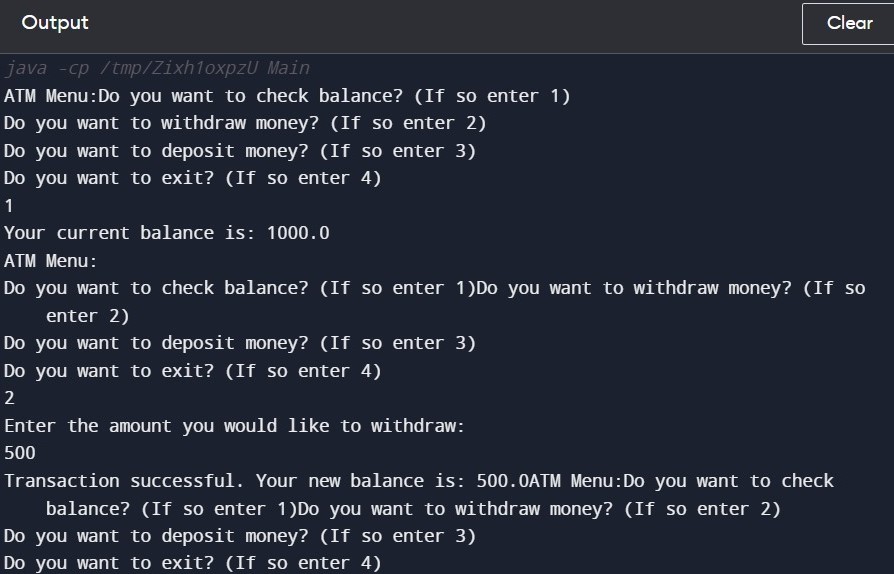 Output
Clear
java -cp /tmp/Zixh1oxpzU Main
ATM Menu:Do you want to check balance? (If so enter 1)
Do you want to withdraw money? (If so enter 2)
Do you want to deposit money? (If so enter 3)
Do you want to exit? (If so enter 4)
1
Your current balance is: 1000.0
ATM Menu:
Do you want to check balance? (If so enter 1)Do you want to withdraw money? (If so
enter 2)
Do you want to deposit money? (If so enter 3)
Do you want to exit? (If so enter 4)
2
Enter the amount you would like to withdraw:
500
Transaction successful. Your new balance is: 500.0ATM Menu:Do you want to check
balance? (If so enter 1)Do you want to withdraw money? (If so enter 2)
Do you want to deposit money? (If so enter 3)
Do you want to exit? (If so enter 4)